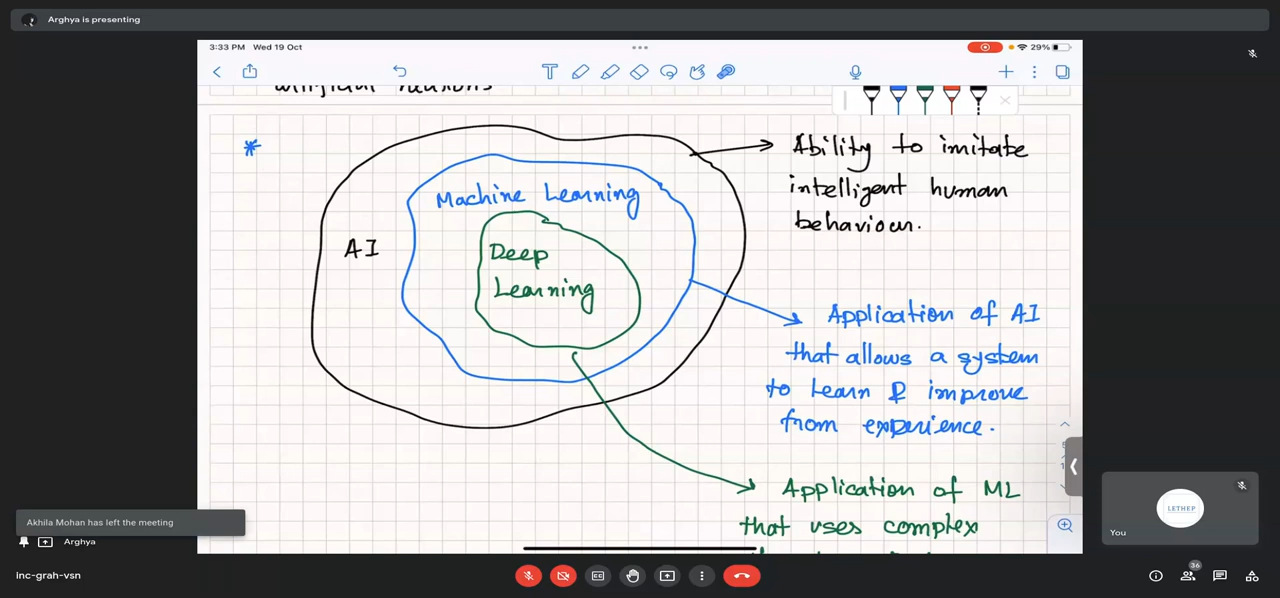 Arghya is presenting
3:33 PM Wed 19 Oct
29%
artificial neurons
Machine Learning
AI
Deep
Learning
Ability to imitate
intelligent human
behaviour.
Application of AI
that allows a system
to learn & improve
from experience.
Application of ML
that uses complex
Akhila Mohan has left the meeting
Arghya
LETHEP
You
inc-grah-vsn
36